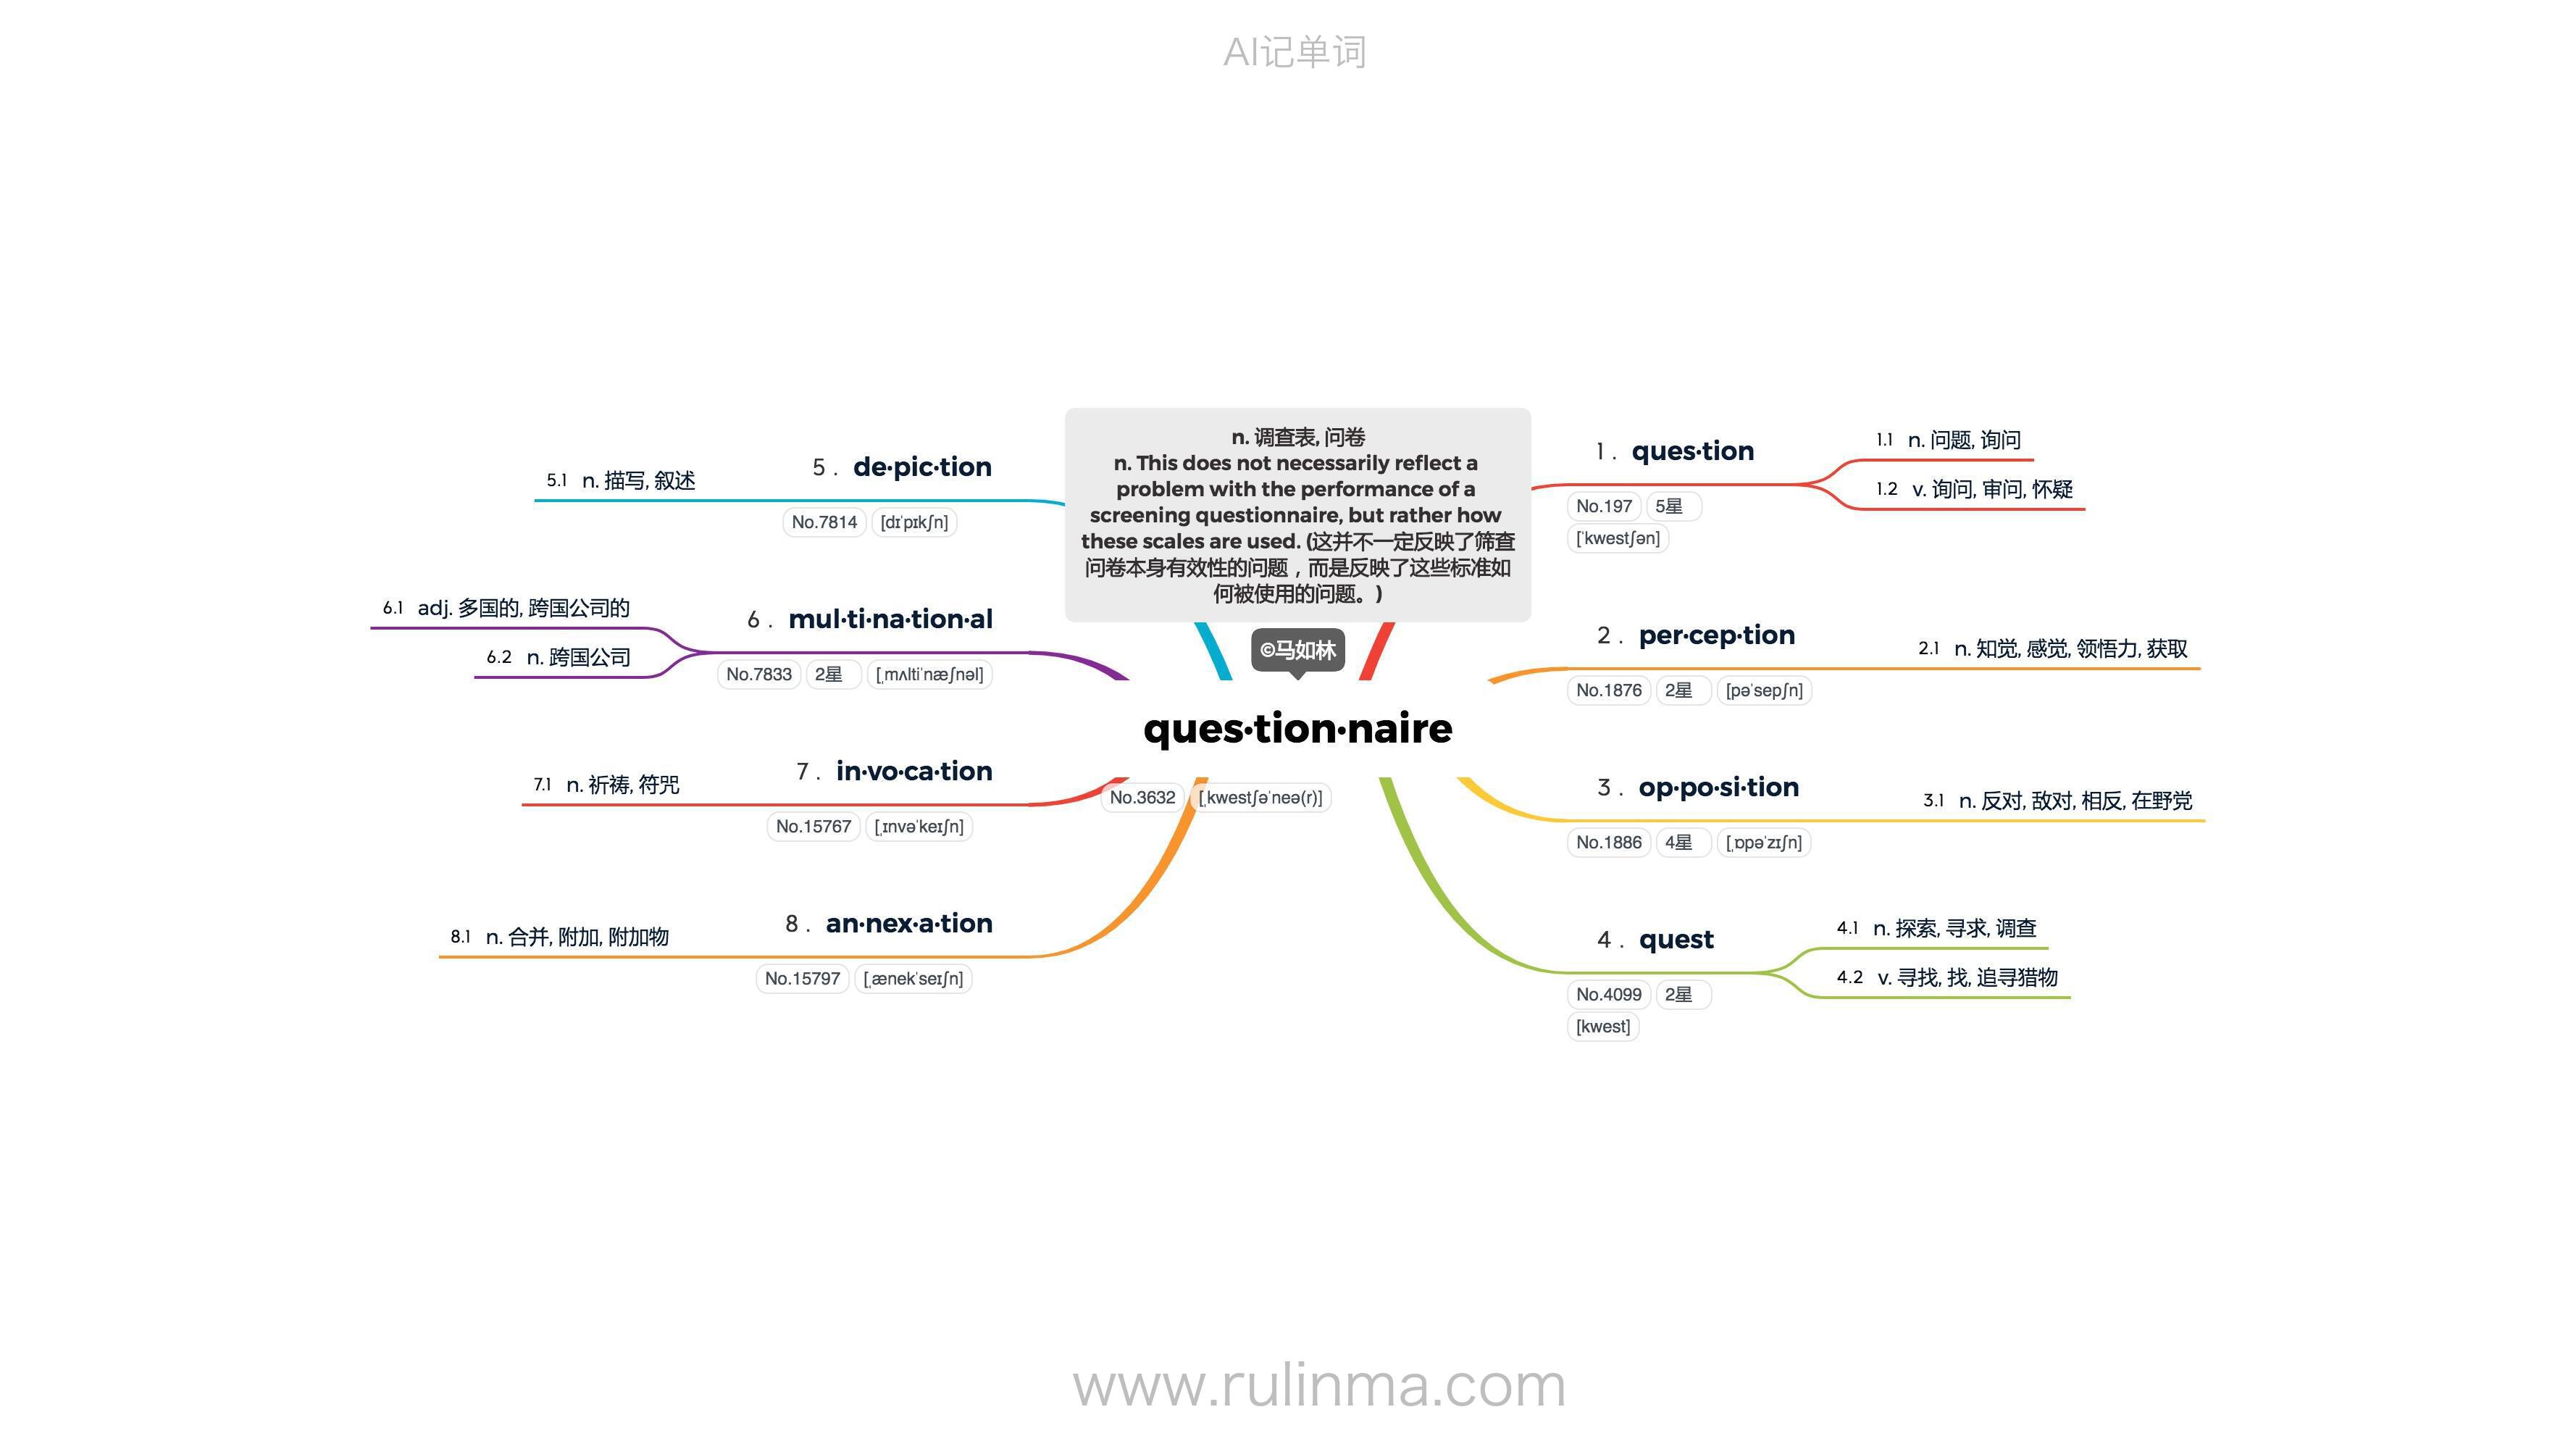 AI记单词
n. 调查表, 问卷
n. This does not necessarily reflect a
problem with the performance of a
screening questionnaire, but rather how
these scales are used. (这并不一定反映了筛查
问卷本身有效性的问题，而是反映了这些标准如
何被使用的问题。)
©马如林
ques·tion·naire
No.3632 [ˌkwestʃəˈneə(r)]
1 . ques·tion
No.197 5星
[ˈkwestʃən]
1.1 n. 问题, 询问
1.2 v. 询问, 审问, 怀疑
2 . per·cep·tion
No.1876 2星 [pəˈsepʃn]
2.1 n. 知觉, 感觉, 领悟力, 获取
3 . op·po·si·tion
No.1886 4星 [ˌɒpəˈzɪʃn]
3.1 n. 反对, 敌对, 相反, 在野党
4 . quest
No.4099 2星
[kwest]
4.1 n. 探索, 寻求, 调查
4.2 v. 寻找, 找, 追寻猎物
5 . de·pic·tion
No.7814 [dɪˈpɪkʃn]
5.1 n. 描写, 叙述
6 . mul·ti·na·tion·al
No.7833 2星 [ˌmʌltiˈnæʃnəl]
6.1 adj. 多国的, 跨国公司的
6.2 n. 跨国公司
7 . in·vo·ca·tion
No.15767 [ˌɪnvəˈkeɪʃn]
7.1 n. 祈祷, 符咒
8 . an·nex·a·tion
No.15797 [ˌænekˈseɪʃn]
8.1 n. 合并, 附加, 附加物
www.rulinma.com